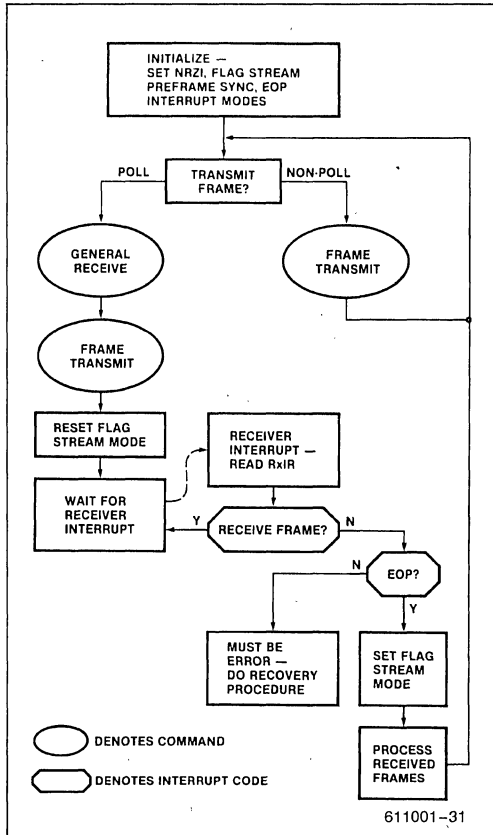 INITIALIZE —
SET NRZI, FLAG STREAM
PREFRAME SYNC, EOP
INTERRUPT MODES
POLL
TRANSMIT
FRAME?
NON-POLL
GENERAL
RECEIVE
FRAME
TRANSMIT
FRAME
TRANSMIT
RESET FLAG
STREAM MODE
RECEIVER
INTERRUPT —
READ RxIR
WAIT FOR
RECEIVER
INTERRUPT
Y
RECEIVE FRAME?
N
N
EOP?
Y
MUST BE
ERROR —
DO RECOVERY
PROCEDURE
SET FLAG
STREAM
MODE
DENOTES COMMAND
PROCESS
RECEIVED
FRAMES
DENOTES INTERRUPT CODE
611001–31